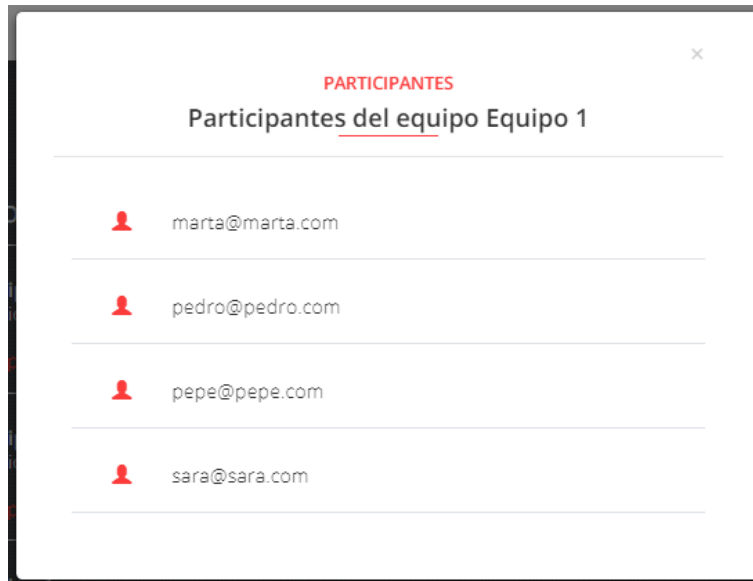 ×
PARTICIPANTES
Participantes del equipo Equipo 1
marta@marta.com
pedro@pedro.com
pepe@pepe.com
sara@sara.com